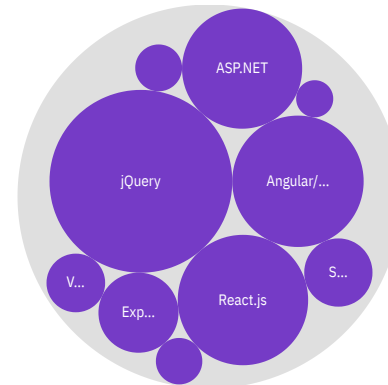 ASP.NET
jQuery
Angular/...
V...
S...
Exp...
React.js